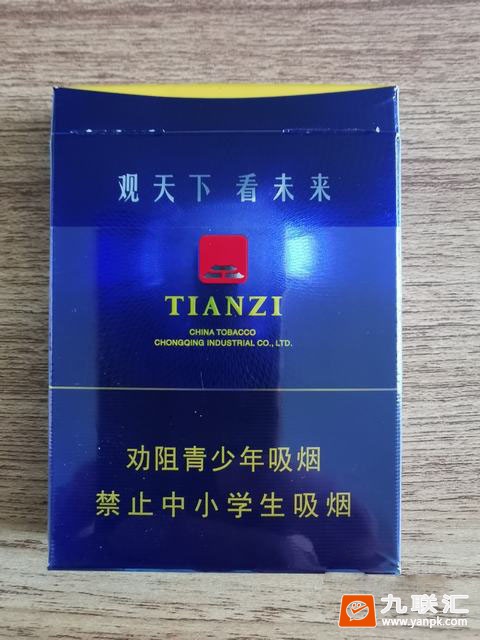 观天下 看未来
TIANZI
CHINA TOBACCO
CHONGQING INDUSTRIAL CO., LTD.
劝阻青少年吸烟
禁止中小学生吸烟
九联汇
www.yanpk.com